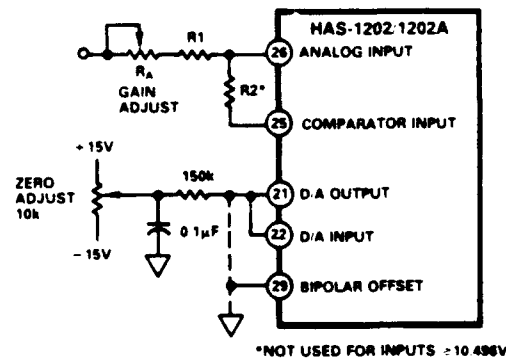 HAS-1202/1202A
R1
26 ANALOG INPUT
RA
GAIN
ADJUST
R2*
25 COMPARATOR INPUT
+15V
ZERO
ADJUST
10k
150k
21 D/A OUTPUT
0.1µF
22 D/A INPUT
-15V
29 BIPOLAR OFFSET
*NOT USED FOR INPUTS ≥10.496V